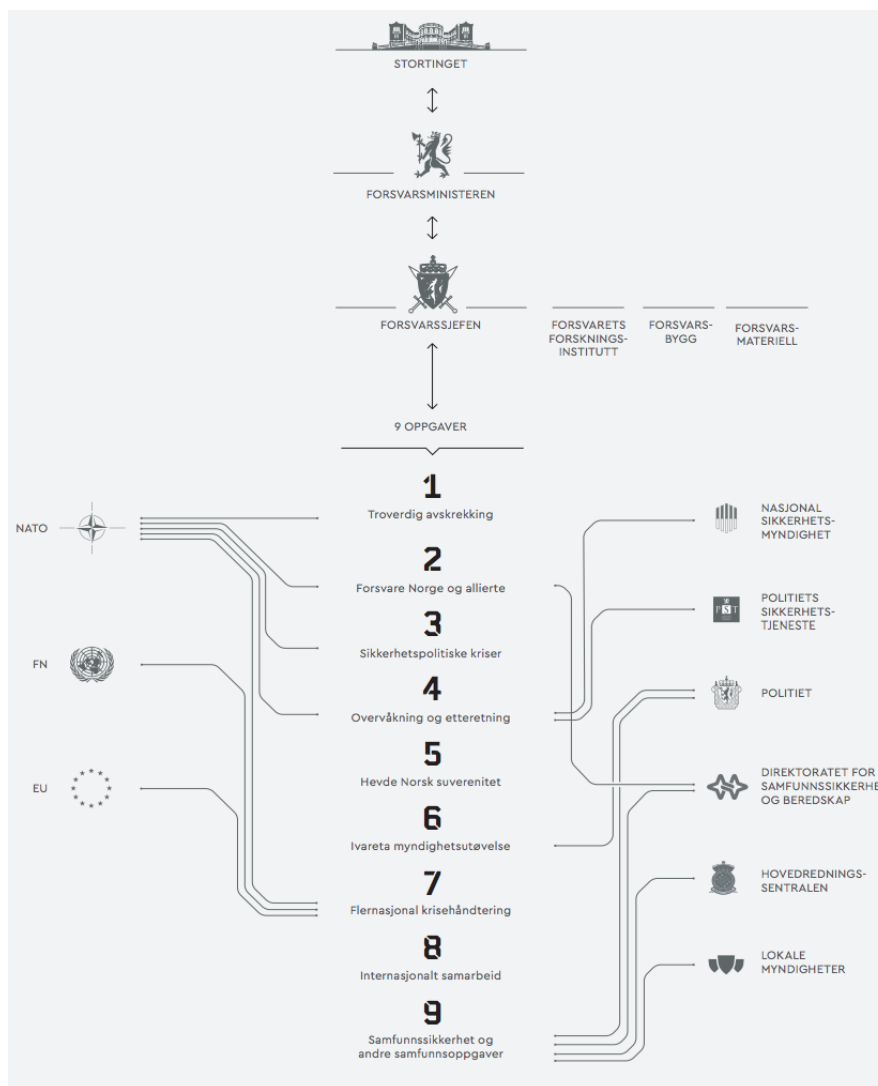 STORTINGET
FORSVARSMINISTEREN
FORSVARSSJEFEN
FORSVARETS
FORSKNINGS-
INSTITUTT
FORSVARS-
BYGG
FORSVARS-
MATERIELL
9 OPPGAVER
1
Troverdig avskrekking
2
Forsvare Norge og allierte
3
Sikkerhetspolitiske kriser
4
Overvåkning og etteretning
5
Hevde Norsk suverenitet
6
Ivareta myndighetsutøvelse
7
Flernasjonal krisehåndtering
8
Internasjonalt samarbeid
9
Samfunnssikkerhet og
andre samfunnsoppgaver
NATO
FN
EU
NASJONAL
SIKKERHETS-
MYNDIGHET
PST
POLITIETS
SIKKERHETS-
TJENESTE
POLITIET
DIREKTORATET FOR
SAMFUNNSSIKKERHE
OG BEREDSKAP
HOVEDREDNINGS-
SENTRALEN
LOKALE
MYNDIGHETER